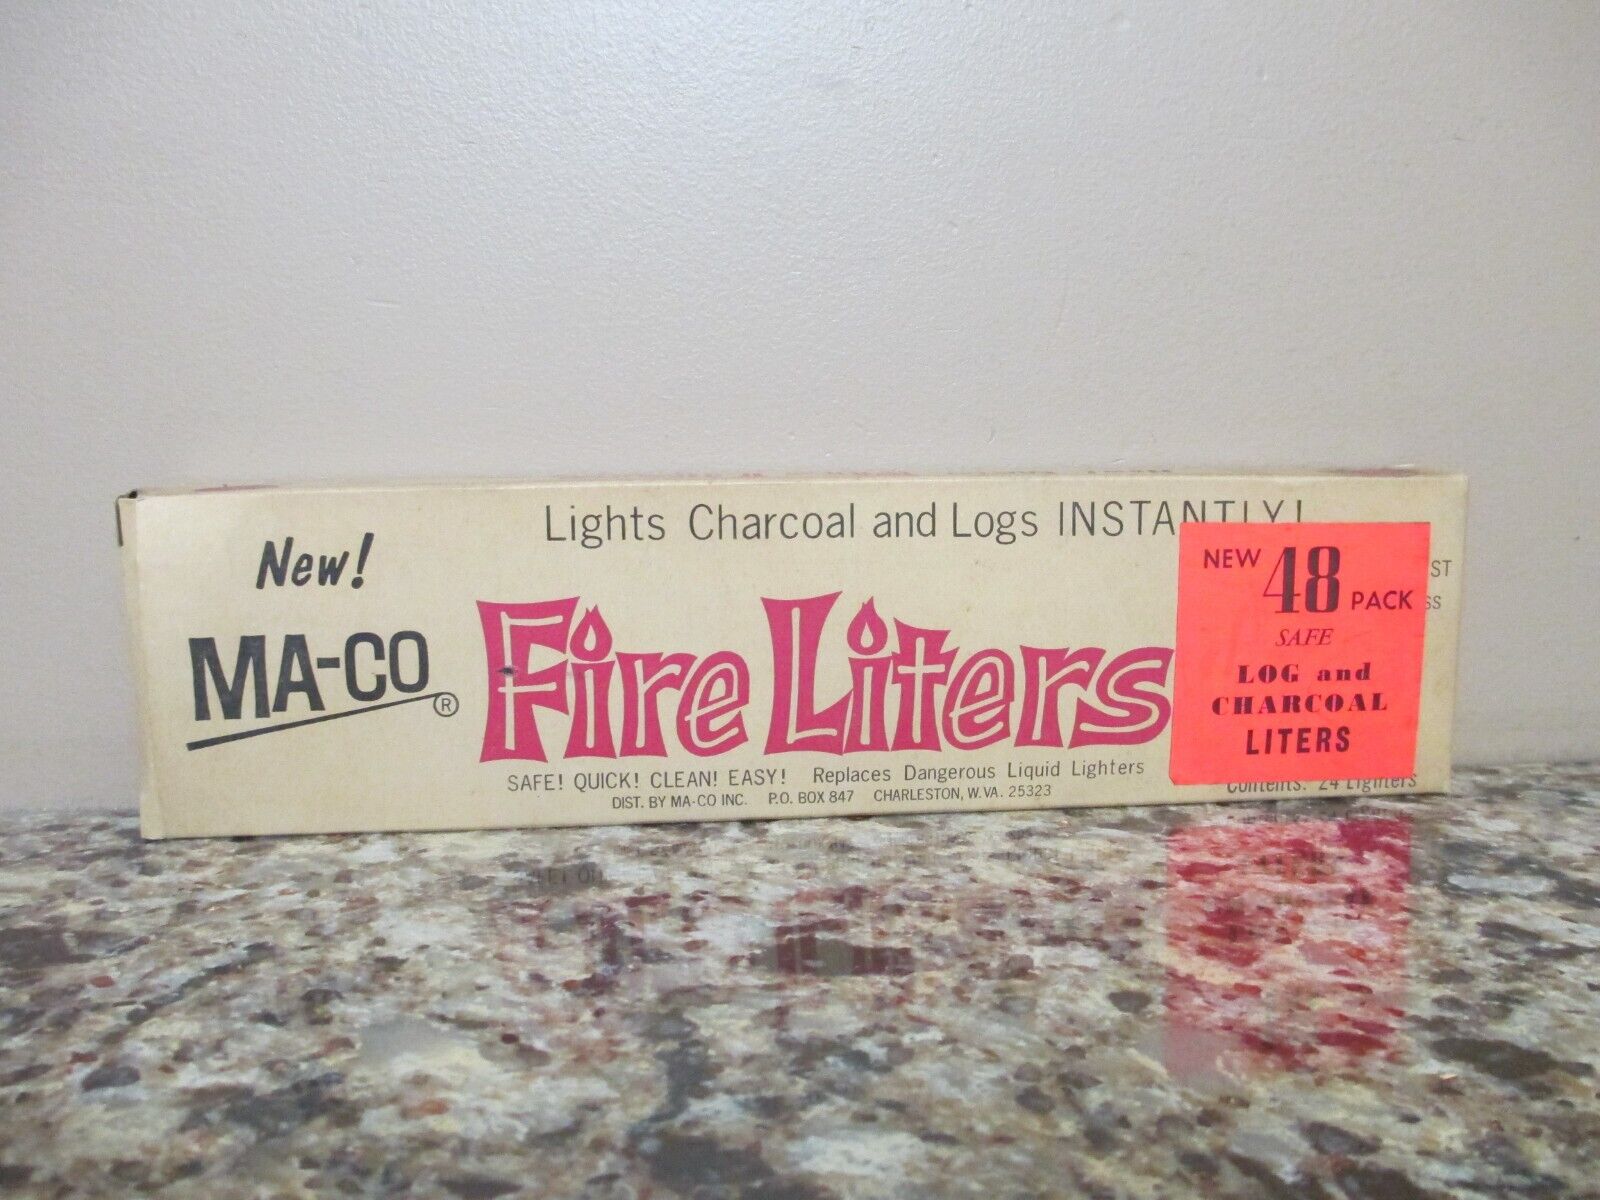 Lights Charcoal and Logs INSTANTLY!
New!
MA-CO®
Fire Liters
SAFE! QUICK! CLEAN! EASY! Replaces Dangerous Liquid Lighters
DIST. BY MA-CO INC. P.O. BOX 847 CHARLESTON, W.VA. 25323
NEW 48 PACK
SAFE
LOG and
CHARCOAL
LITERS
ST
SS
Contents: 24 Lighters